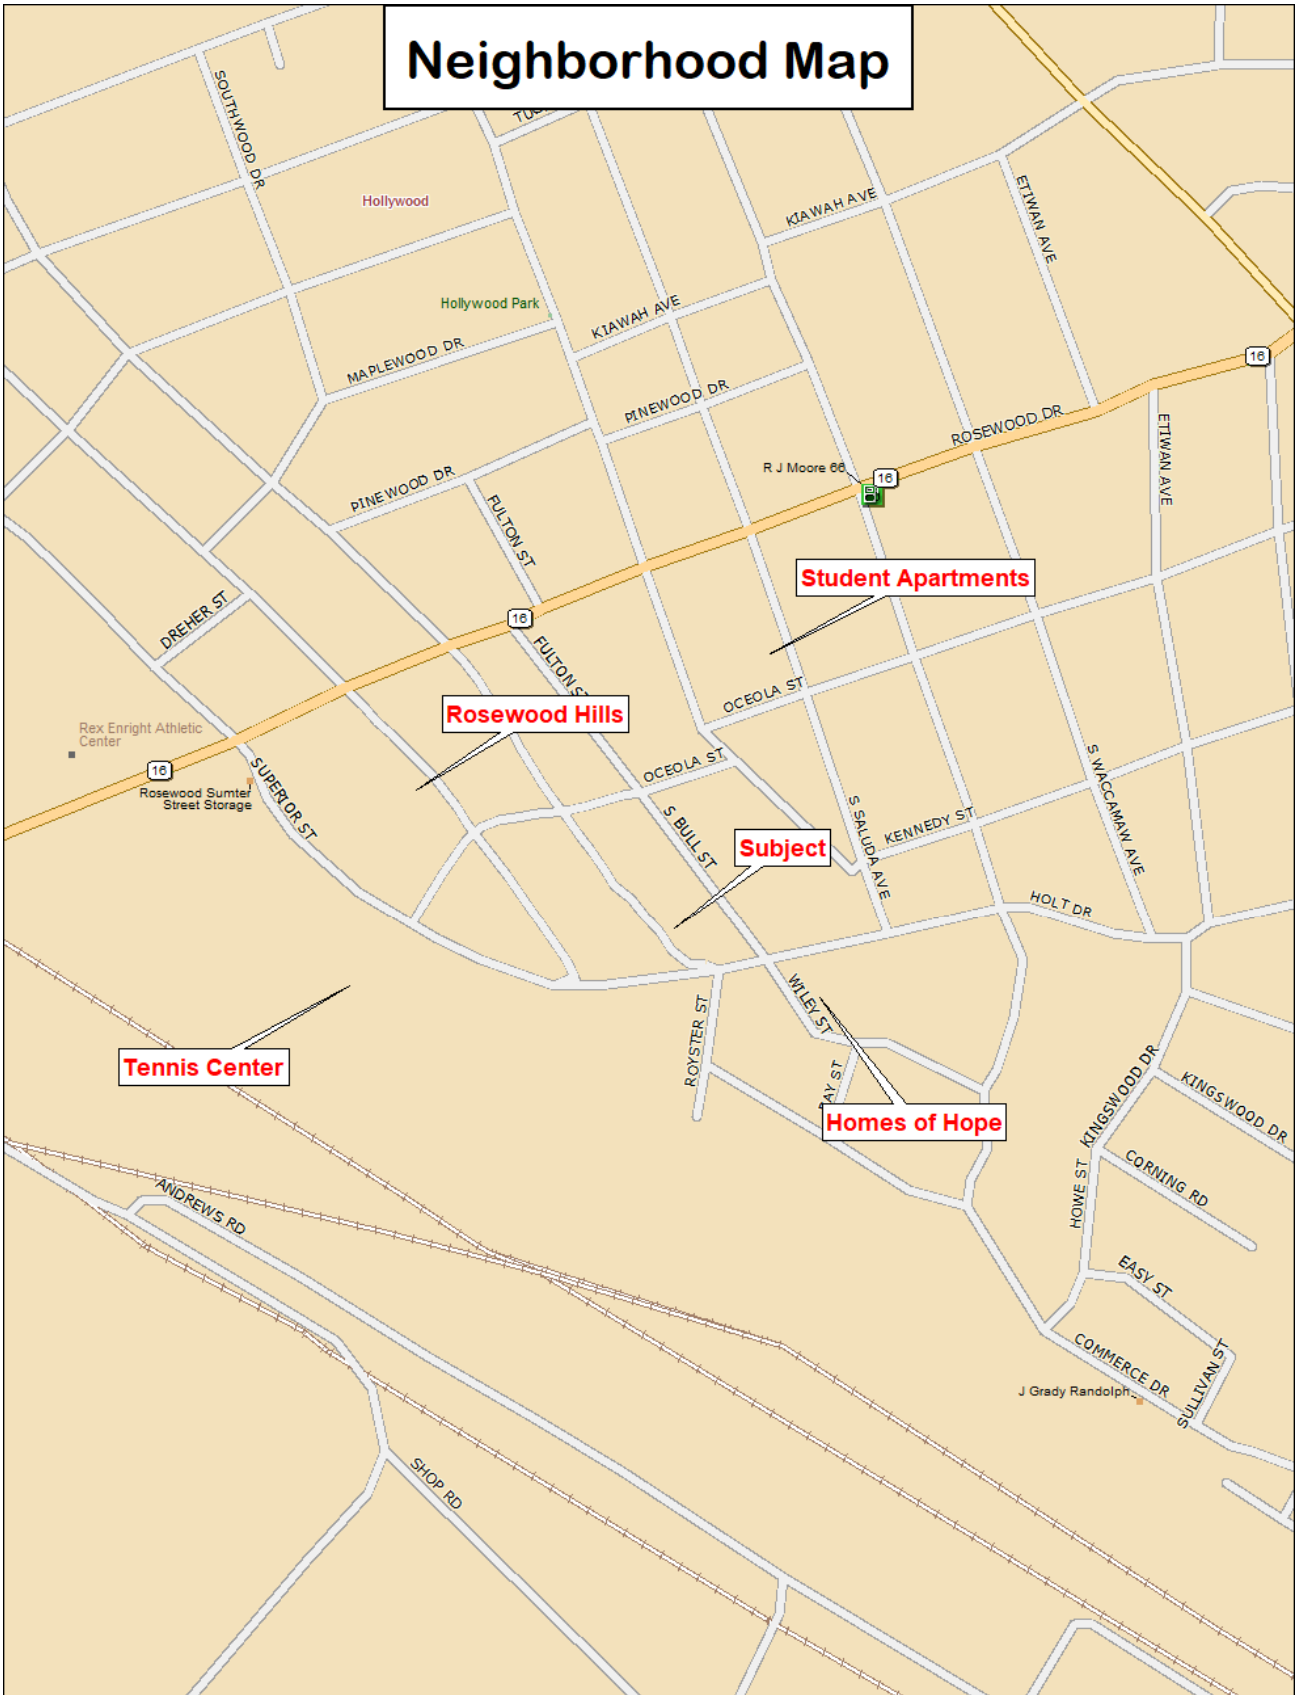 Neighborhood Map
SOUTHWOOD DR
Hollywood
KIAWAH AVE
ETIWAN AVE
Hollywood Park
KIAWAH AVE
MAPLEWOOD DR
16
PINEWOOD DR
ROSEWOOD DR
ETIWAN AVE
R J Moore 66
16
PINEWOOD DR
FULTON ST
Student Apartments
DREHER ST
16
FULTON ST
OCEOLA ST
Rosewood Hills
Rex Enright Athletic
Center
16
SUPERIOR ST
Rosewood Sumter
Street Storage
OCEOLA ST
S BULL ST
S SALUDA AVE
KENNEDY ST
S WACCAMAW AVE
Subject
HOLT DR
WILEY ST
ROYSTER ST
Tennis Center
KINGSWOOD DR
KINGSWOOD DR
Homes of Hope
CORNING RD
HOWE ST
ANDREWS RD
EASY ST
COMMERCE DR
SULLIVAN ST
J Grady Randolph
SHOP RD